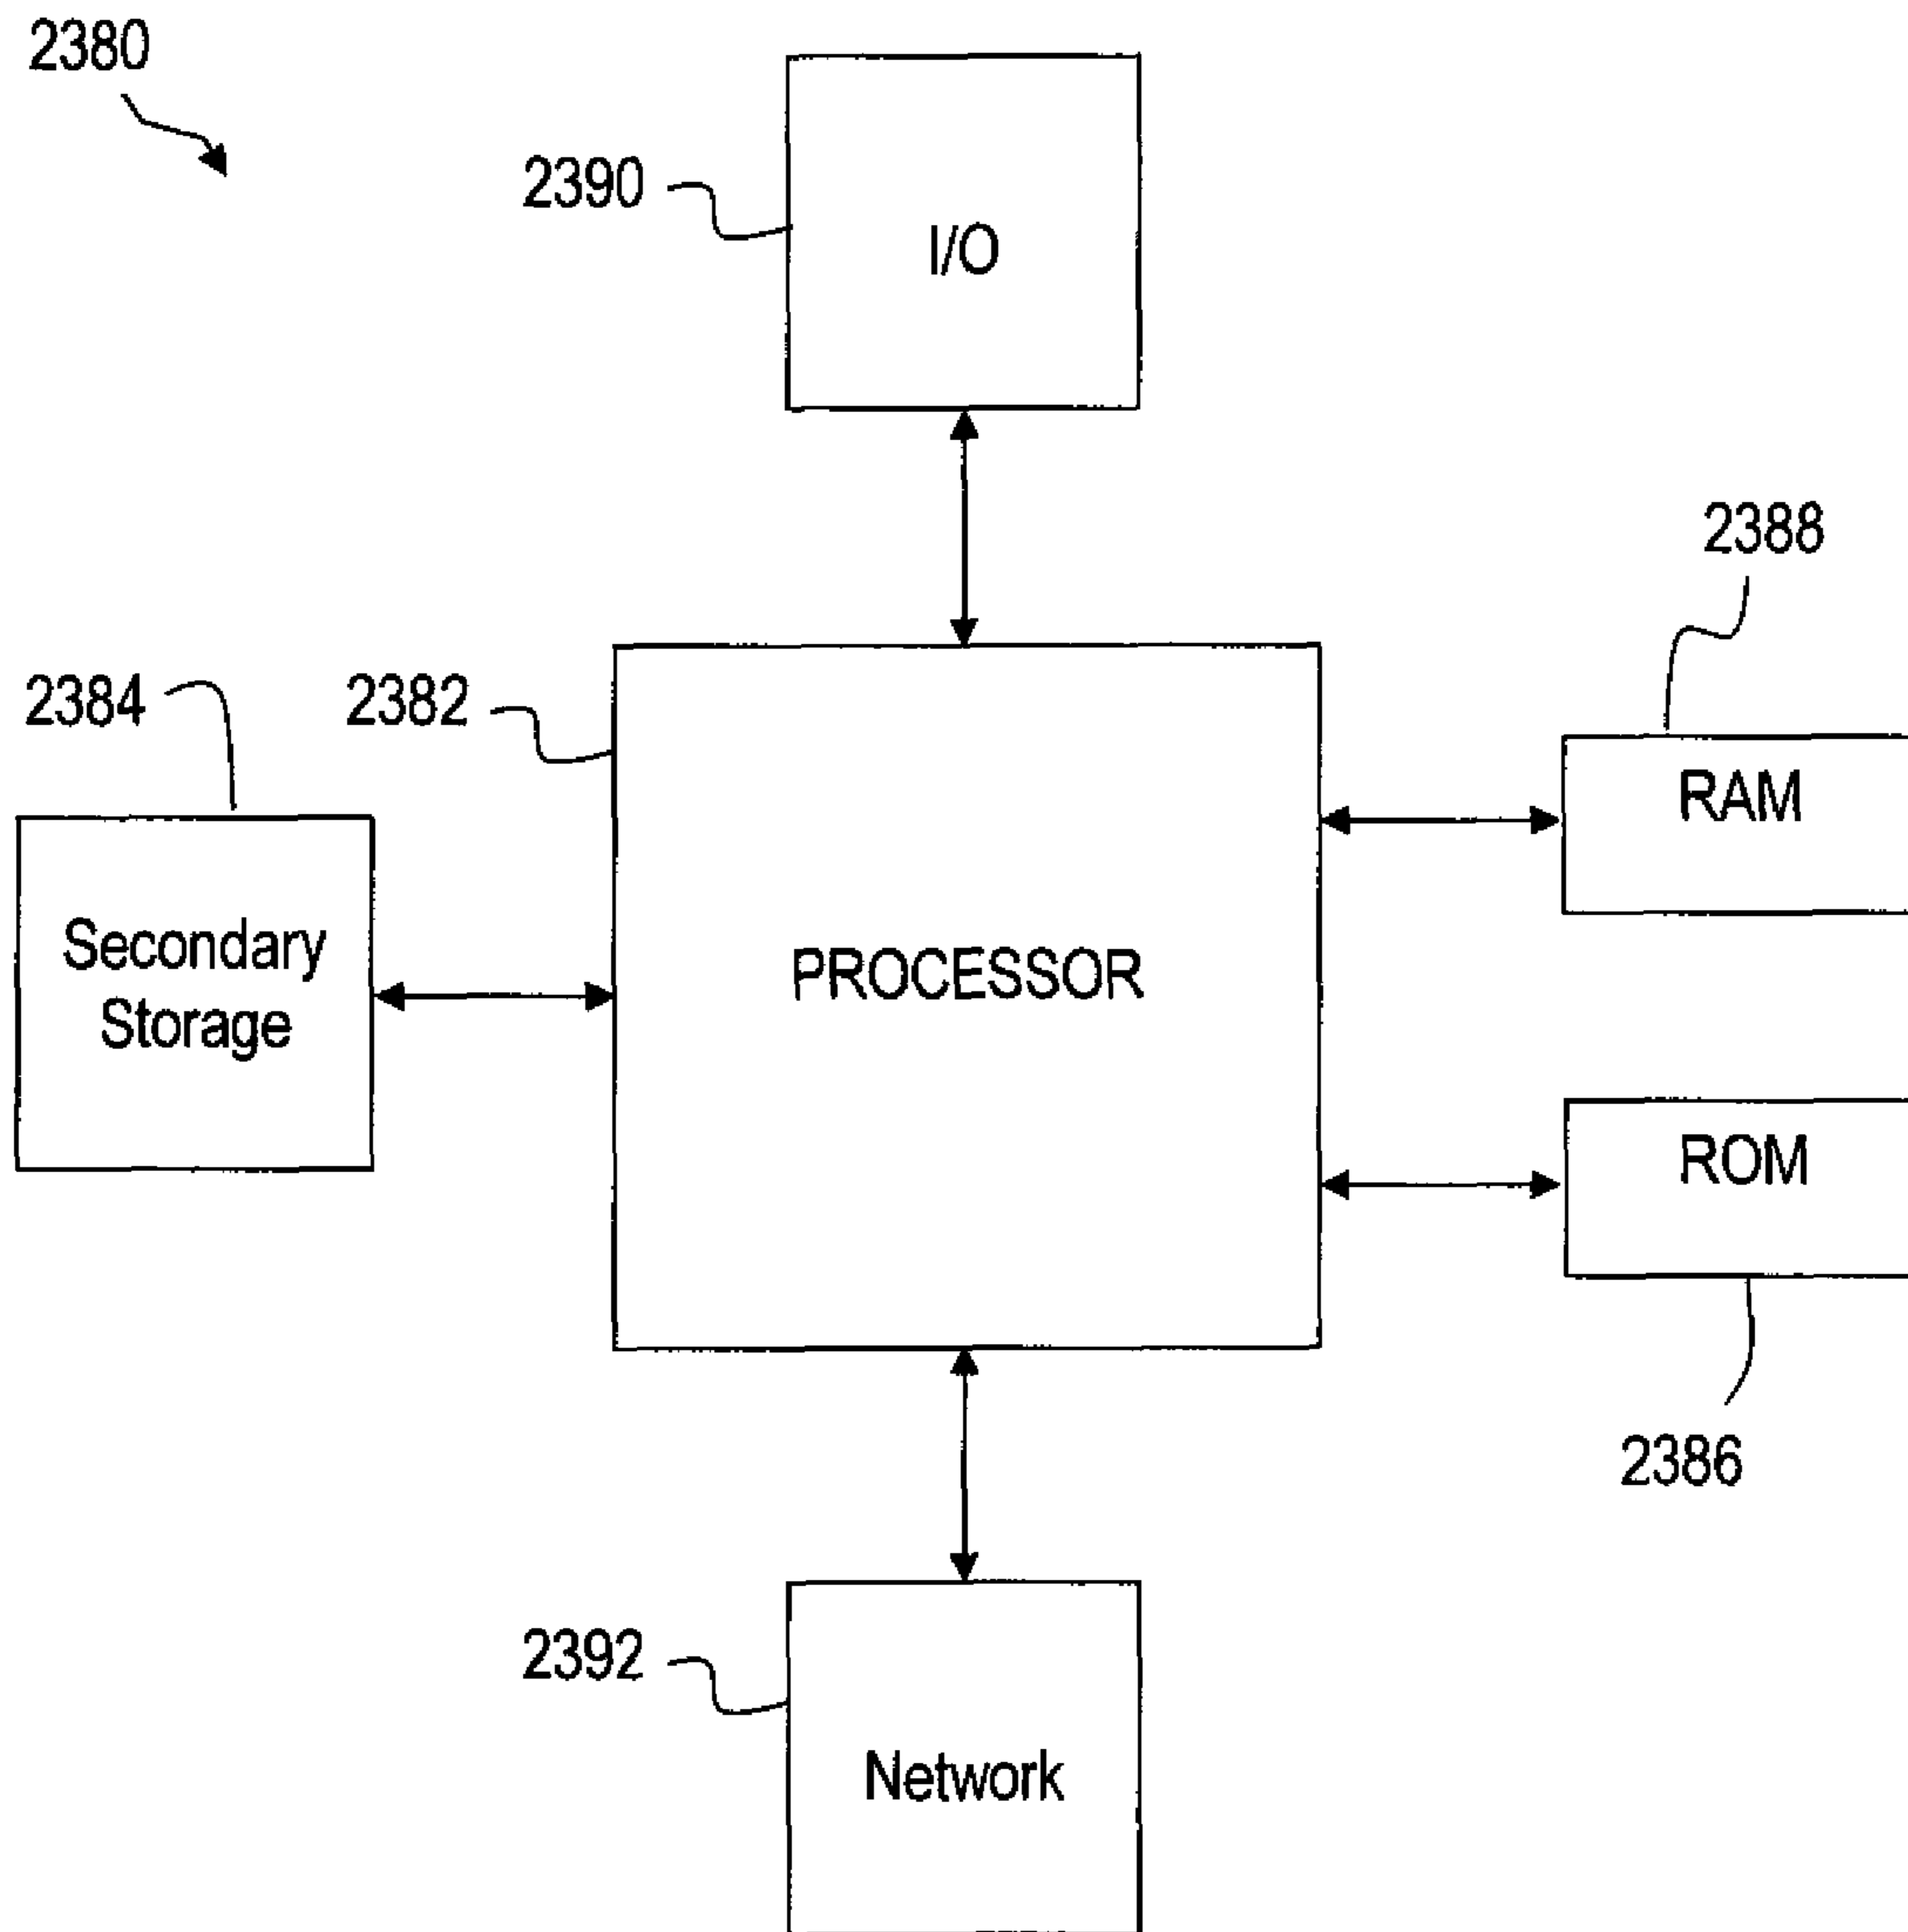 2380
2390
I/O
2388
2384
2382
RAM
Secondary
Storage
PROCESSOR
ROM
2386
2392
Network